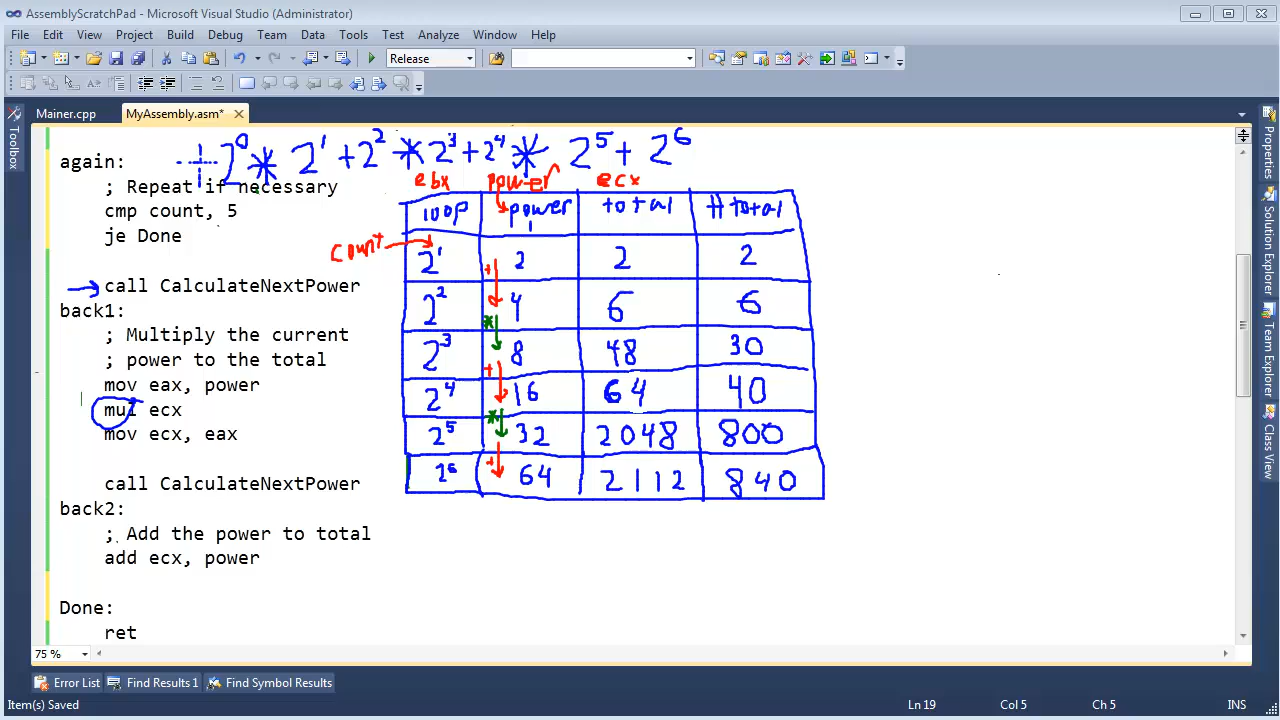 AssemblyScratchPad - Microsoft Visual Studio (Administrator)
File Edit View Project Build Debug Team Data Tools Test Analyze Window Help
Release
Mainer.cpp MyAssembly.asm*
Toolbox
Properties
Solution Explorer
Team Explorer
Class View
2⁰ * 2¹ + 2² * 2³ + 2⁴ * 2⁵ + 2⁶
again:
; Repeat if necessary
cmp count, 5
je Done
call CalculateNextPower
back1:
; Multiply the current
; power to the total
mov eax, power
mul ecx
mov ecx, eax
call CalculateNextPower
back2:
; Add the power to total
add ecx, power
Done:
ret
ebx power ecx
loop power total # total
count
2¹ 2 2 2
+
2² 4 6 6
*
2³ 8 48 30
+
2⁴ 16 64 40
*
2⁵ 32 2048 800
+
2⁶ 64 2112 840
75 %
Error List Find Results 1 Find Symbol Results
Item(s) Saved Ln 19 Col 5 Ch 5 INS